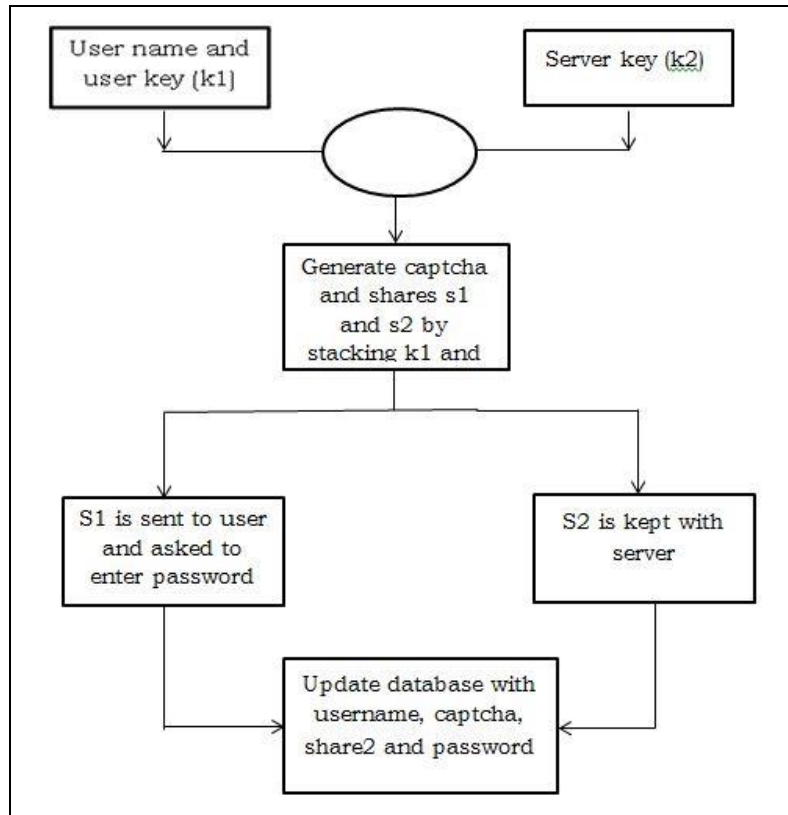 User name and
user key (k1)
Server key (k2)
Generate captcha
and shares s1
and s2 by
stacking k1 and
S1 is sent to user
and asked to
enter password
S2 is kept with
server
Update database with
username, captcha,
share2 and password